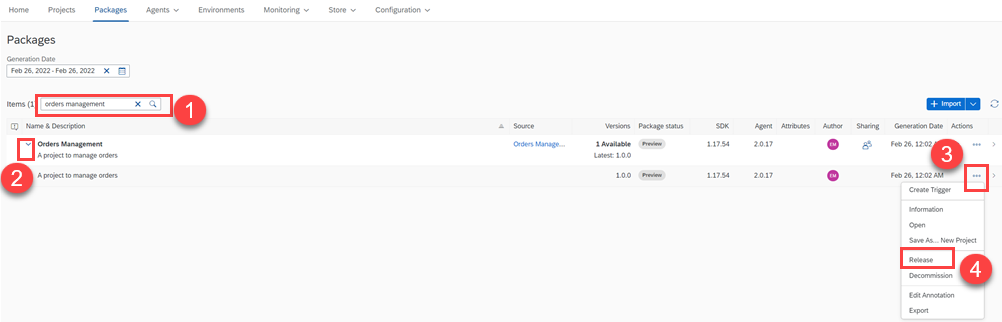 Home Projects Packages Agents Environments Monitoring Store Configuration
Packages
Generation Date
Feb 26, 2022 - Feb 26, 2022
Items (1) orders management 1 Import
Name & Description Source Versions Package status SDK Agent Attributes Author Sharing Generation Date Actions
Orders Management Orders Manage... 1 Available Preview 1.17.54 2.0.17 EM Feb 26, 12:02 AM
A project to manage orders Latest: 1.0.0
2 3
A project to manage orders 1.0.0 Preview 1.17.54 2.0.17 EM Feb 26, 12:02 AM
Create Trigger
Information
Open
Save As... New Project
Release
4
Decommission
Edit Annotation
Export